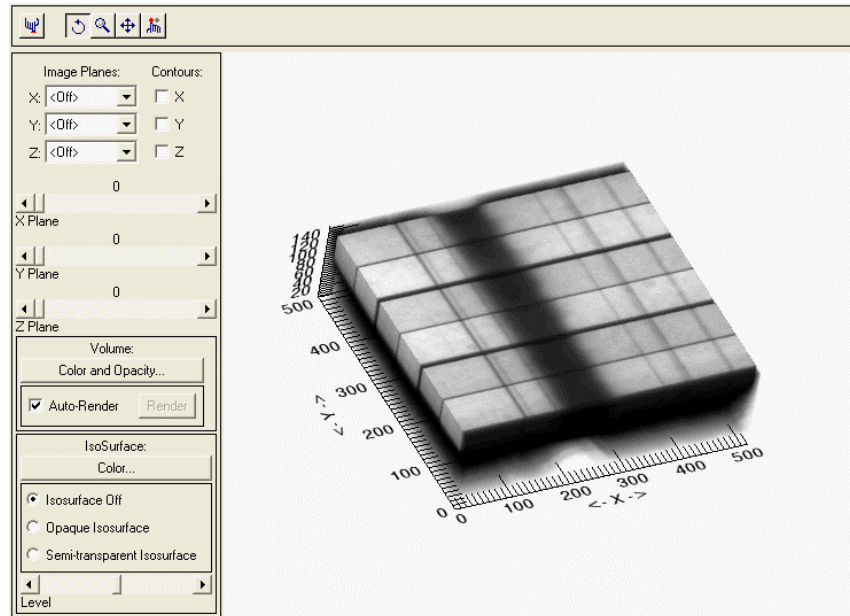 Image Planes: Contours:
X: <Off> X
Y: <Off> Y
Z: <Off> Z
0
X Plane
0
Y Plane
0
Z Plane
Volume:
Color and Opacity...
Auto-Render Render
IsoSurface:
Color...
Isosurface Off
Opaque Isosurface
Semi-transparent Isosurface
Level
140
120
100
80
60
40
20
500
400
300
200
100
0
<- Y ->
0
100
200
300
400
500
<- X ->